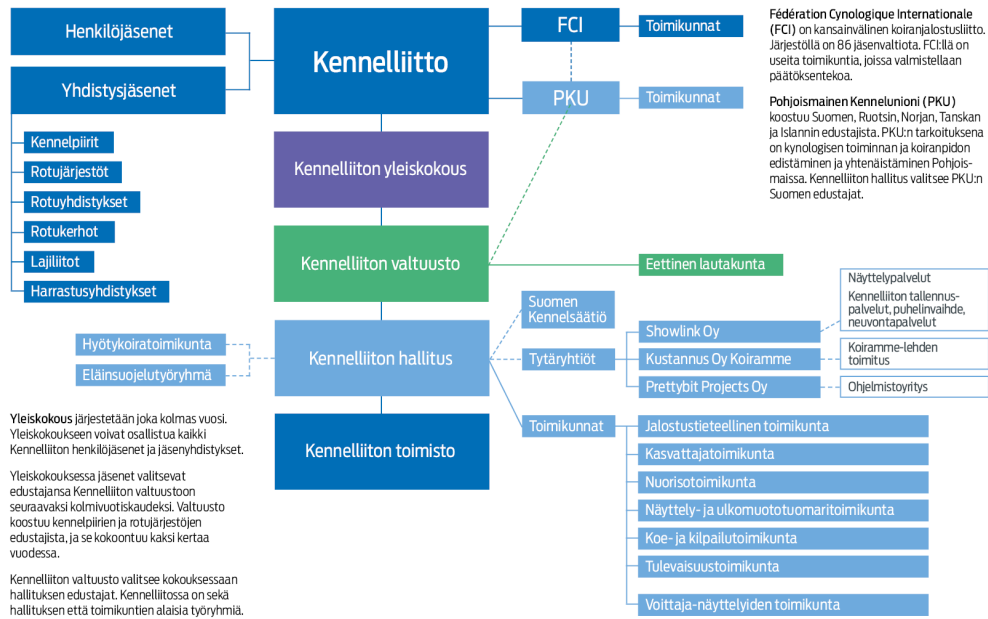 Henkilöjäsenet
Yhdistysjäsenet
Kennelpiirit
Rotujärjestöt
Rotuyhdistykset
Rotukerhot
Lajiliitot
Harrastusyhdistykset
Kennelliitto
FCI
Toimikunnat
PKU
Toimikunnat
Fédération Cynologique Internationale
(FCI) on kansainvälinen koiranjalostusliitto.
Järjestöllä on 86 jäsenvaltiota. FCI:llä on
useita toimikuntia, joissa valmistellaan
päätöksentekoa.
Pohjoismainen Kennelunioni (PKU)
koostuu Suomen, Ruotsin, Norjan, Tanskan
ja Islannin edustajista. PKU:n tarkoituksena
on kynologisen toiminnan ja koiranpidon
edistäminen ja yhtenäistäminen Pohjois-
maissa. Kennelliiton hallitus valitsee PKU:n
Suomen edustajat.
Kennelliiton yleiskokous
Kennelliiton valtuusto
Eettinen lautakunta
Hyötykoiratoimikunta
Eläinsuojelutyöryhmä
Kennelliiton hallitus
Suomen
Kennelsäätiö
Tytäryhtiöt
Showlink Oy
Kustannus Oy Koiramme
Prettybit Projects Oy
Näyttelypalvelut
Kennelliiton tallennus-
palvelut, puhelinvaihde,
neuvontapalvelut
Koiramme-lehden
toimitus
Ohjelmistoyritys
Toimikunnat
Jalostustieteellinen toimikunta
Kasvattajatoimikunta
Nuorisotoimikunta
Näyttely- ja ulkomuototuomaritoimikunta
Koe- ja kilpailutoimikunta
Tulevaisuustoimikunta
Voittaja-näyttelyiden toimikunta
Kennelliiton toimisto
Yleiskokous järjestetään joka kolmas vuosi.
Yleiskokoukseen voivat osallistua kaikki
Kennelliiton henkilöjäsenet ja jäsenyhdistykset.
Yleiskokouksessa jäsenet valitsevat
edustajansa Kennelliiton valtuustoon
seuraavaksi kolmivuotiskaudeksi. Valtuusto
koostuu kennelpiirien ja rotujärjestöjen
edustajista, ja se kokoontuu kaksi kertaa
vuodessa.
Kennelliiton valtuusto valitsee kokouksessaan
hallituksen edustajat. Kennelliitossa on sekä
hallituksen että toimikuntien alaisia työryhmiä.